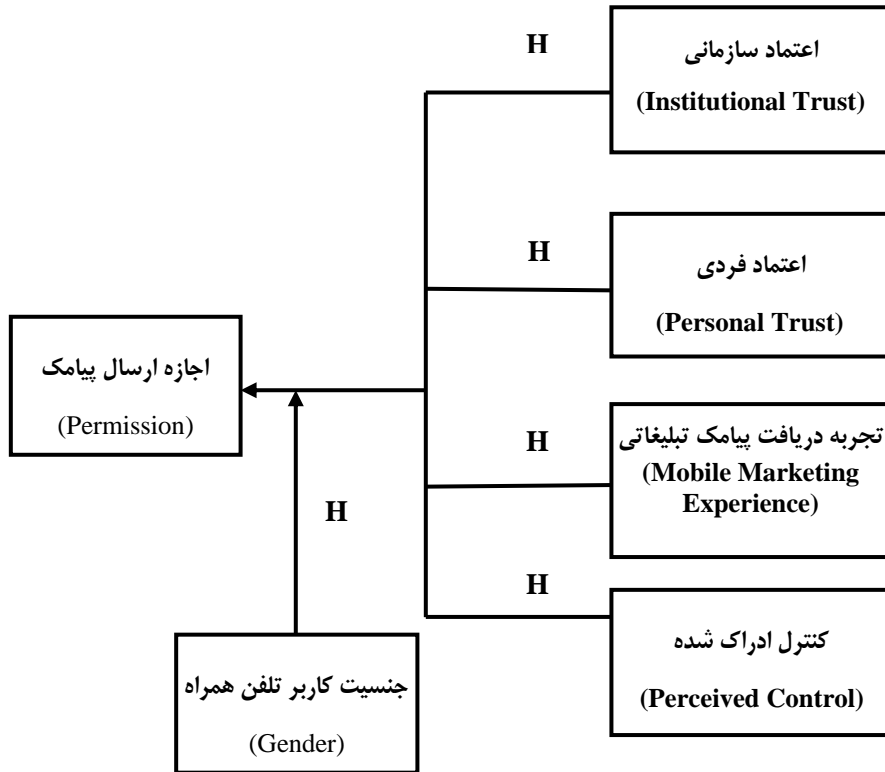 H
اعتماد سازمانی
(Institutional Trust)
H
اعتماد فردی
(Personal Trust)
اجازه ارسال پیامک
(Permission)
H
تجربه دریافت پیامک تبلیغاتی
(Mobile Marketing
Experience)
H
H
کنترل ادراک شده
(Perceived Control)
جنسیت کاربر تلفن همراه
(Gender)